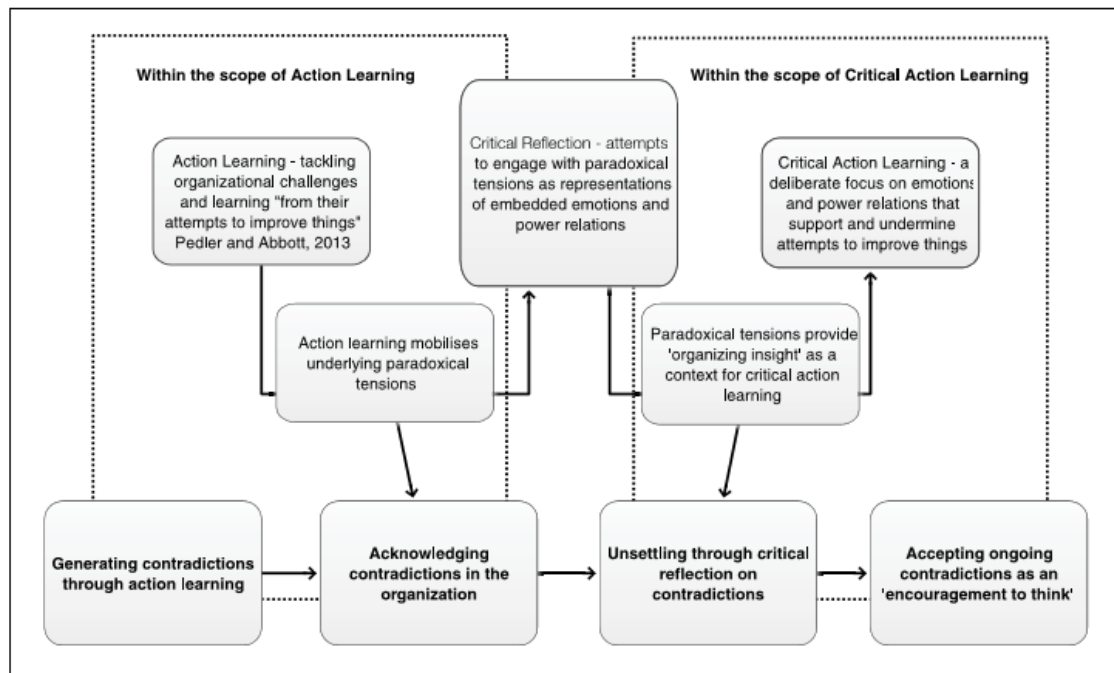 Within the scope of Action Learning
Within the scope of Critical Action Learning
Action Learning - tackling
organizational challenges
and learning "from their
attempts to improve things"
Pedler and Abbott, 2013
Critical Reflection - attempts
to engage with paradoxical
tensions as representations
of embedded emotions and
power relations
Critical Action Learning - a
deliberate focus on emotions
and power relations that
support and undermine
attempts to improve things
Action learning mobilises
underlying paradoxical
tensions
Paradoxical tensions provide
'organizing insight' as a
context for critical action
learning
Generating contradictions
through action learning
Acknowledging
contradictions in the
organization
Unsettling through critical
reflection on
contradictions
Accepting ongoing
contradictions as an
'encouragement to think'